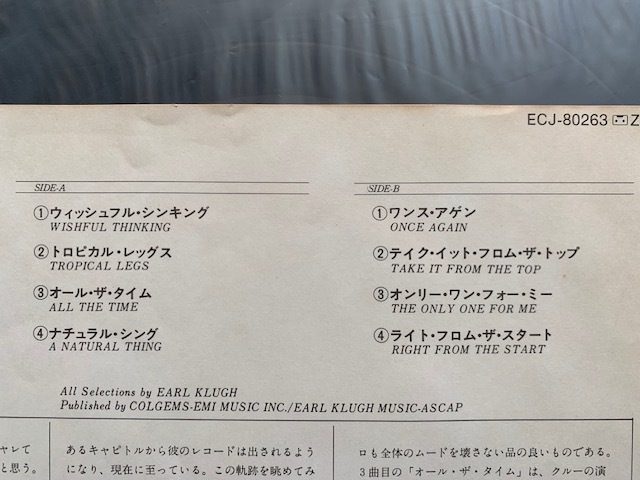 ECJ-80263 Z
SIDE-A
①ウィッシュフル・シンキング
WISHFUL THINKING
②トロピカル・レッグス
TROPICAL LEGS
③オール・ザ・タイム
ALL THE TIME
④ナチュラル・シング
A NATURAL THING
SIDE-B
①ワンス・アゲン
ONCE AGAIN
②テイク・イット・フロム・ザ・トップ
TAKE IT FROM THE TOP
③オンリー・ワン・フォー・ミー
THE ONLY ONE FOR ME
④ライト・フロム・ザ・スタート
RIGHT FROM THE START
All Selections by EARL KLUGH
Published by COLGEMS-EMI MUSIC INC./EARL KLUGH MUSIC-ASCAP
ャレて
と思う。
あるキャピトルから彼のレコードは出されるよう
になり、現在に至っている。この軌跡を眺めてみ
ロも全体のムードを壊さない品の良いものである。
3曲目の「オール・ザ・タイム」は、クルーの演